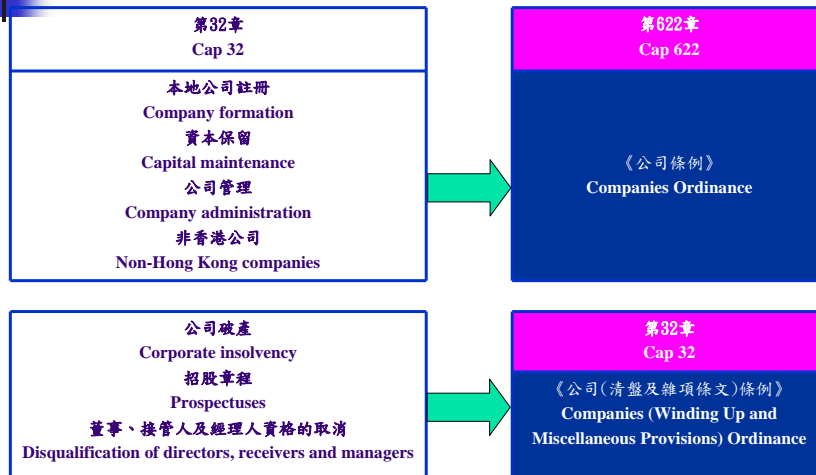 第32章
Cap 32
本地公司註冊
Company formation
資本保留
Capital maintenance
公司管理
Company administration
非香港公司
Non-Hong Kong companies
第622章
Cap 622
《公司條例》
Companies Ordinance
公司破產
Corporate insolvency
招股章程
Prospectuses
董事、接管人及經理人資格的取消
Disqualification of directors, receivers and managers
第32章
Cap 32
《公司(清盤及雜項條文)條例》
Companies (Winding Up and
Miscellaneous Provisions) Ordinance